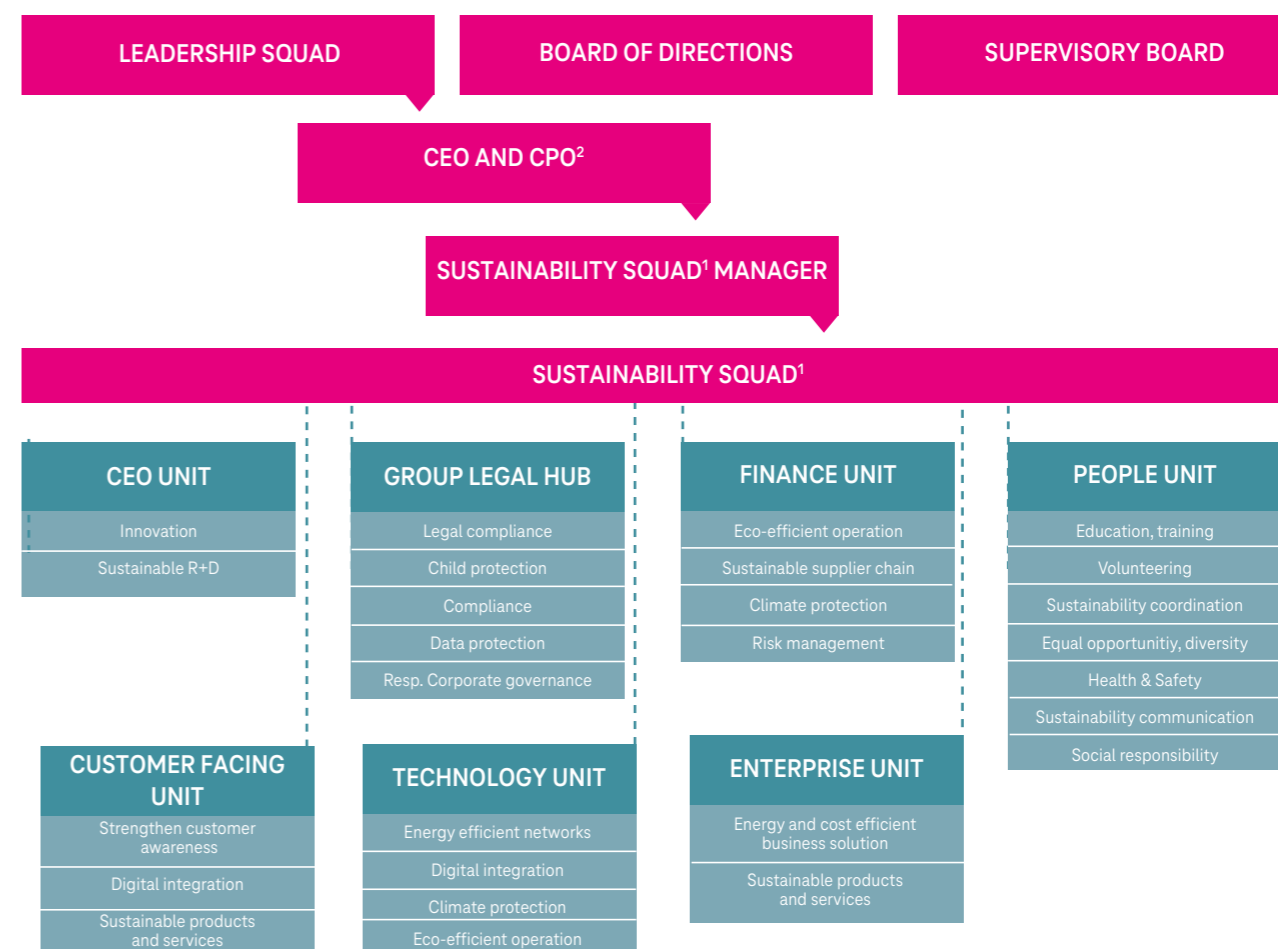 LEADERSHIP SQUAD
BOARD OF DIRECTIONS
SUPERVISORY BOARD
CEO AND CPO²
SUSTAINABILITY SQUAD¹ MANAGER
SUSTAINABILITY SQUAD¹
CEO UNIT
Innovation
Sustainable R+D
GROUP LEGAL HUB
Legal compliance
Child protection
Compliance
Data protection
Resp. Corporate governance
FINANCE UNIT
Eco-efficient operation
Sustainable supplier chain
Climate protection
Risk management
PEOPLE UNIT
Education, training
Volunteering
Sustainability coordination
Equal opportunitiy, diversity
Health & Safety
Sustainability communication
Social responsibility
CUSTOMER FACING
UNIT
Strengthen customer
awareness
Digital integration
Sustainable products
and services
TECHNOLOGY UNIT
Energy efficient networks
Digital integration
Climate protection
Eco-efficient operation
ENTERPRISE UNIT
Energy and cost efficient
business solution
Sustainable products
and services